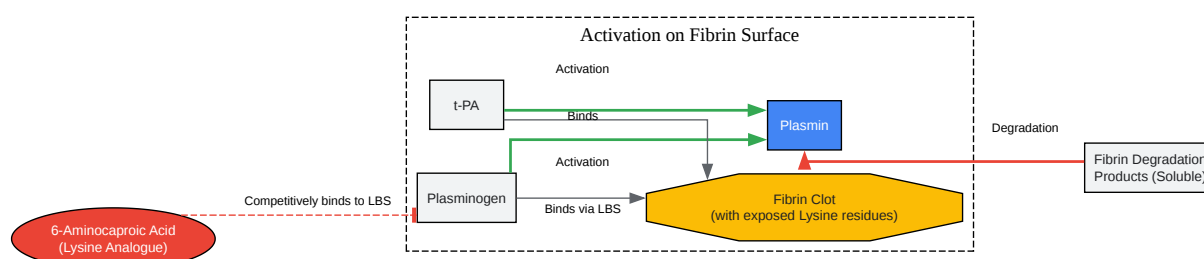 Activation on Fibrin Surface
Activation
t-PA
Binds
Plasmin
Degradation
Fibrin Degradation
Products (Soluble)
Activation
Plasminogen
Binds via LBS
Fibrin Clot
(with exposed Lysine residues)
Competitively binds to LBS
6-Aminocaproic Acid
(Lysine Analogue)